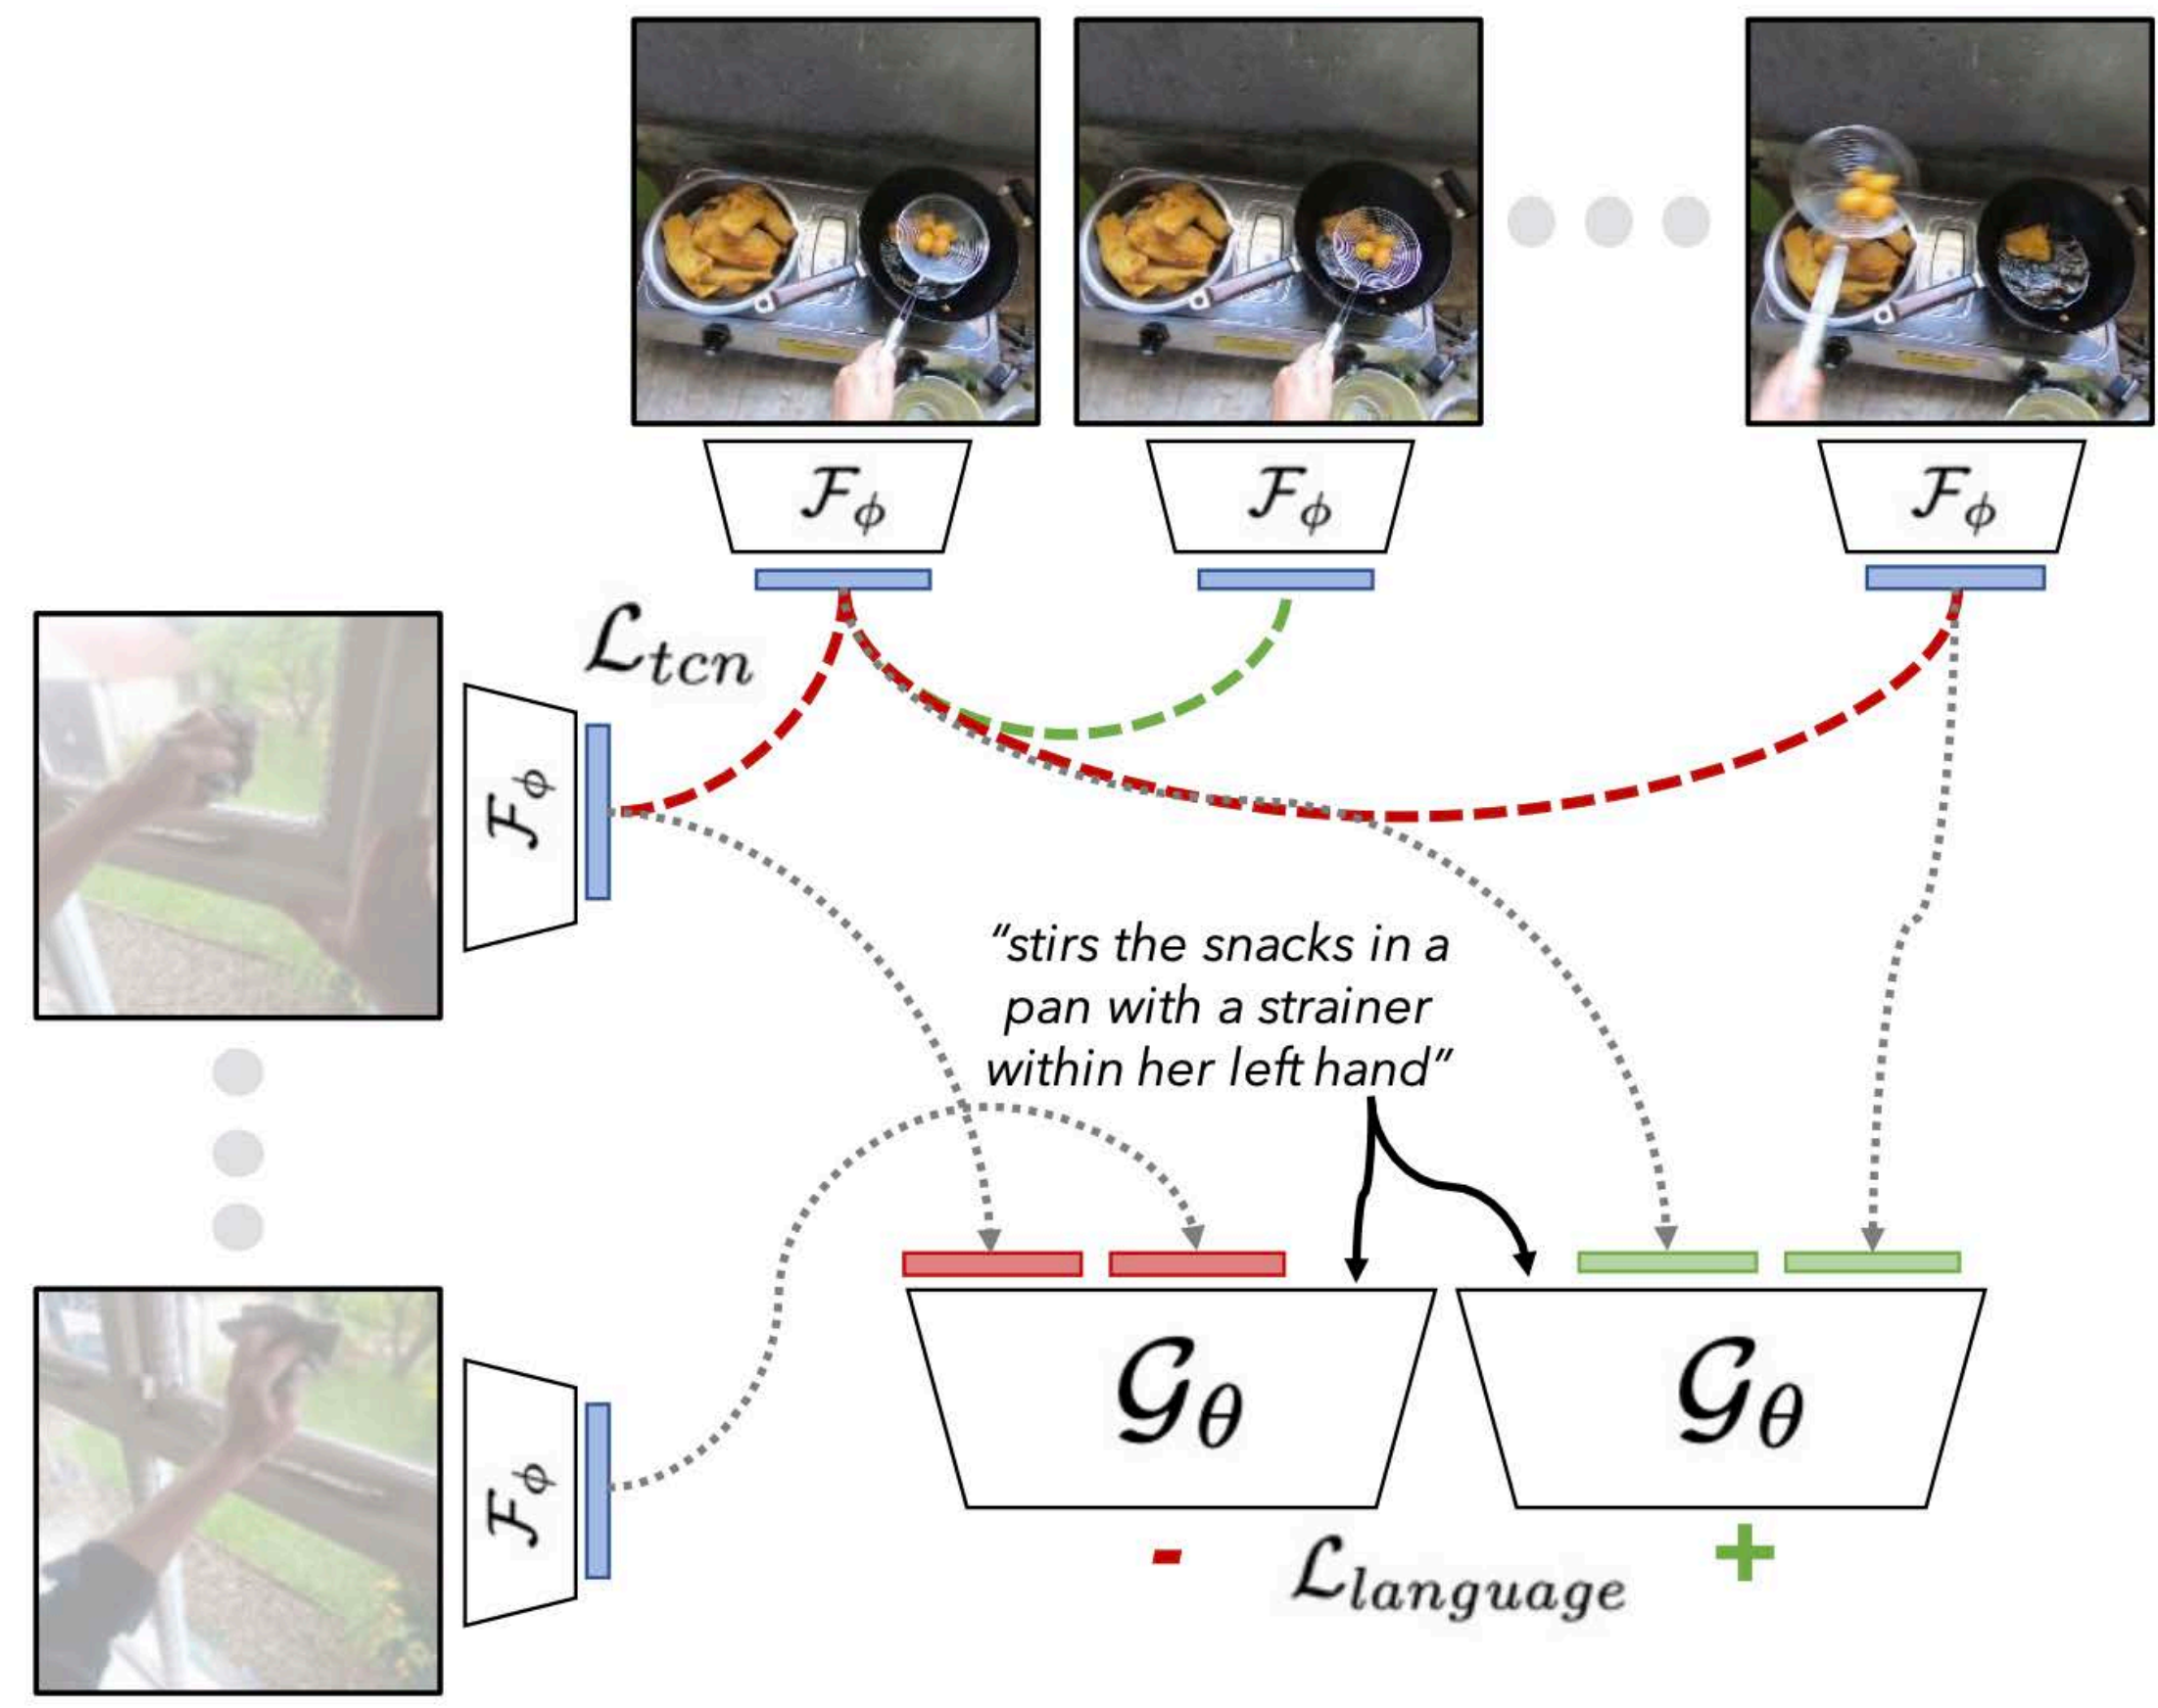 ℱϕ ℱϕ ℱϕ
ℒtcn
ℱϕ
“stirs the snacks in a
pan with a strainer
within her left hand”
𝒢θ 𝒢θ
ℱϕ
- +
ℒlanguage